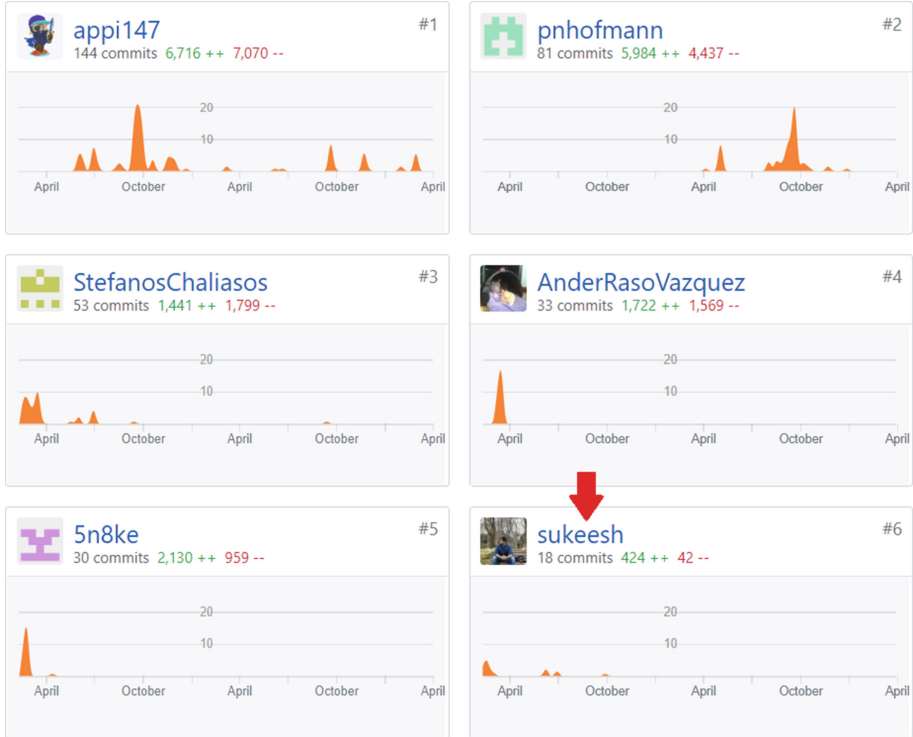 appi147
#1
144 commits 6,716 ++ 7,070 --
20
10
April October April October April
pnhofmann
#2
81 commits 5,984 ++ 4,437 --
20
10
April October April October April
StefanosChaliasos
#3
53 commits 1,441 ++ 1,799 --
20
10
April October April October April
AnderRasoVazquez
#4
33 commits 1,722 ++ 1,569 --
20
10
April October April October April
5n8ke
#5
30 commits 2,130 ++ 959 --
20
10
April October April October April
sukeesh
#6
18 commits 424 ++ 42 --
20
10
April October April October April